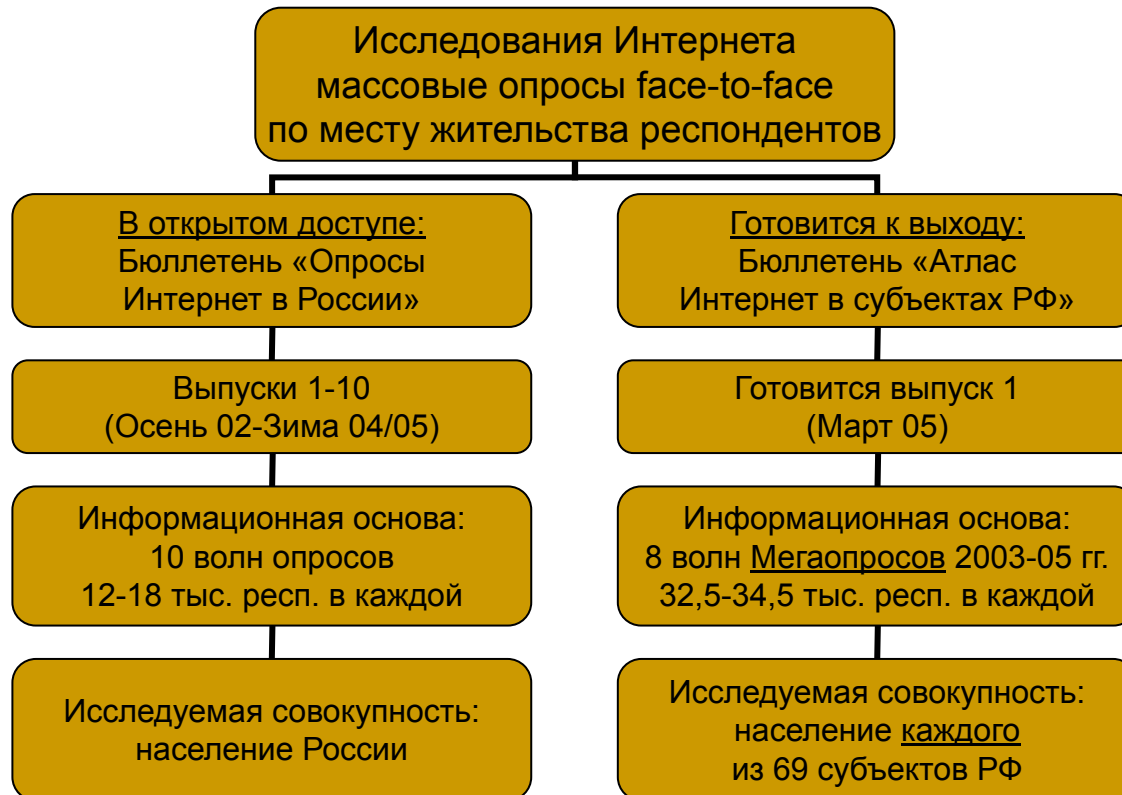 Исследования Интернета
массовые опросы face-to-face
по месту жительства респондентов
В открытом доступе:
Бюллетень «Опросы
Интернет в России»
Выпуски 1-10
(Осень 02-Зима 04/05)
Информационная основа:
10 волн опросов
12-18 тыс. респ. в каждой
Исследуемая совокупность:
население России
Готовится к выходу:
Бюллетень «Атлас
Интернет в субъектах РФ»
Готовится выпуск 1
(Март 05)
Информационная основа:
8 волн Мегаопросов 2003-05 гг.
32,5-34,5 тыс. респ. в каждой
Исследуемая совокупность:
население каждого
из 69 субъектов РФ